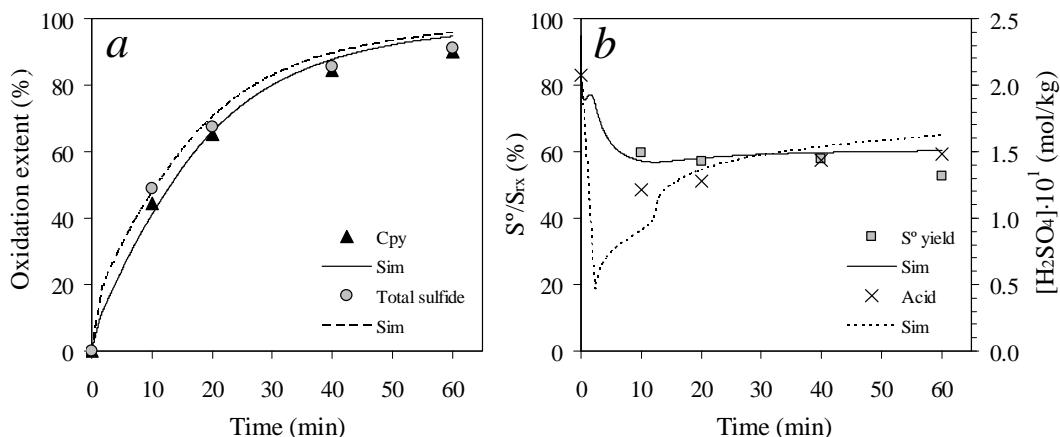 a
Oxidation extent (%)
100
80
60
40
20
0
0 10 20 30 40 50 60
Time (min)
Cpy
Sim
Total sulfide
Sim
b
Sº/Srx (%)
100
80
60
40
20
0
0 10 20 30 40 50 60
Time (min)
Sº yield
Sim
Acid
Sim
2.5
2.0
1.5
1.0
0.5
0.0
[H2SO4]·10¹ (mol/kg)